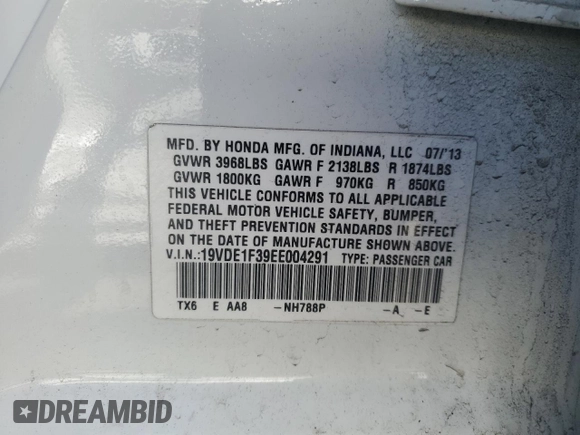 MFD. BY HONDA MFG. OF INDIANA, LLC 07/'13
GVWR 3968LBS GAWR F 2138LBS R 1874LBS
GVWR 1800KG GAWR F 970KG R 850KG
THIS VEHICLE CONFORMS TO ALL APPLICABLE
FEDERAL MOTOR VEHICLE SAFETY, BUMPER,
AND THEFT PREVENTION STANDARDS IN EFFECT
ON THE DATE OF MANUFACTURE SHOWN ABOVE.
V.I.N.:19VDE1F39EE004291 TYPE: PASSENGER CAR
TX6 E AA8 –NH788P –A –E
DREAMBID